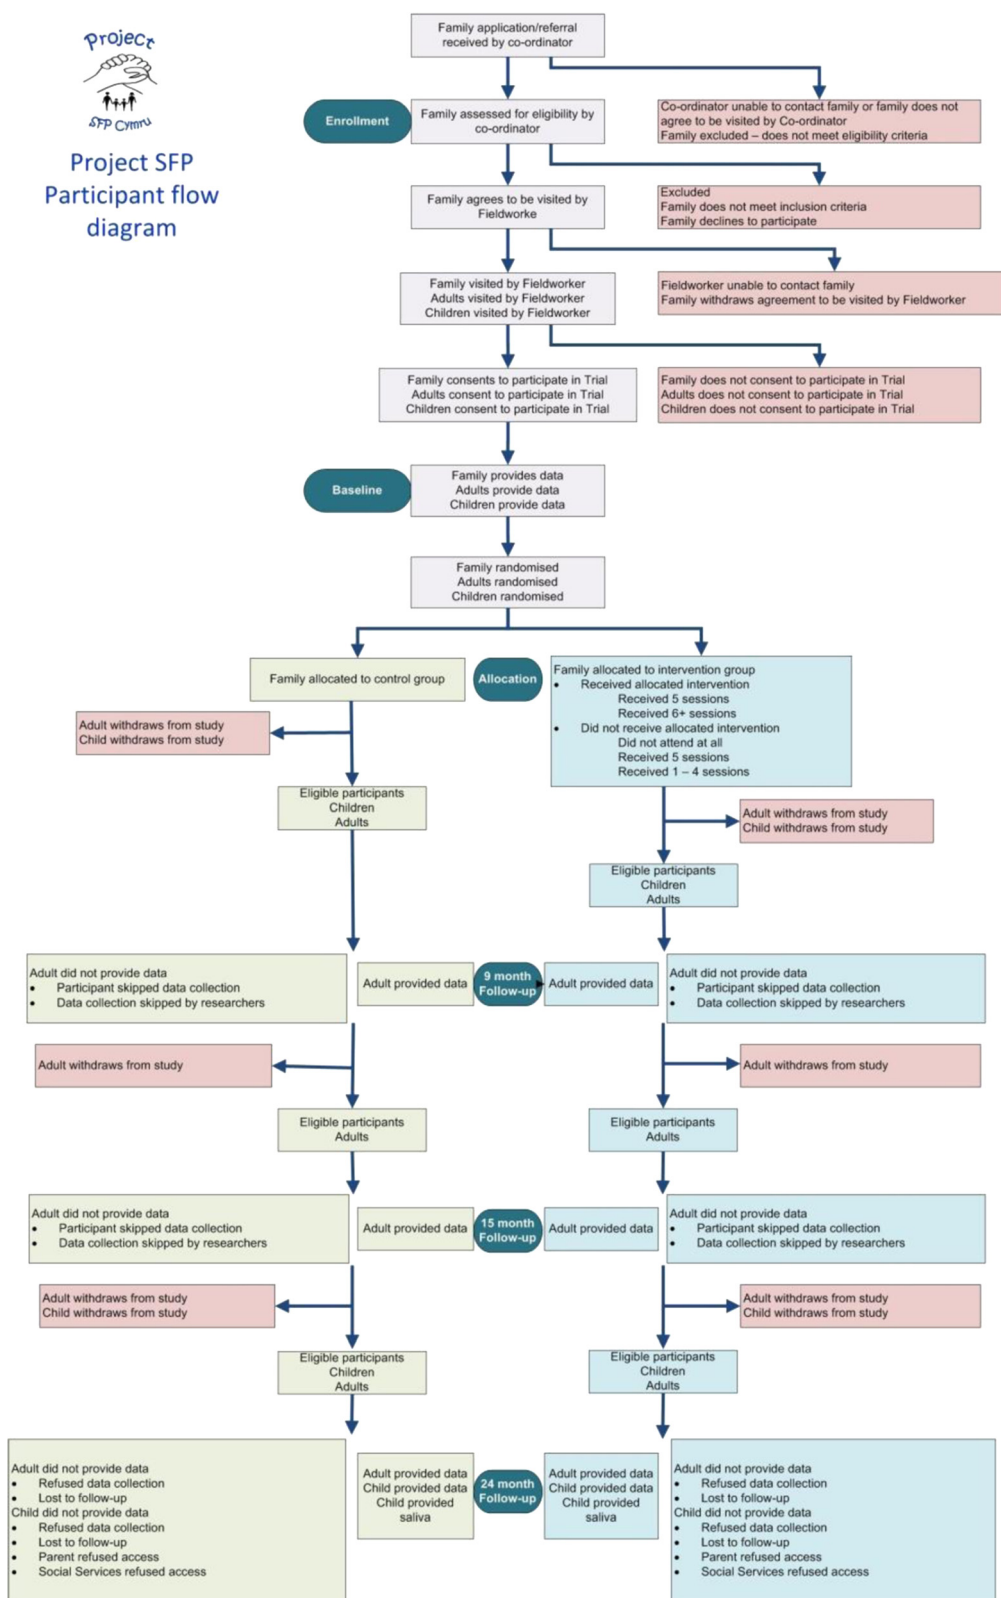 Project
SFP Cymru
Project SFP
Participant flow
diagram
Family application/referral
received by co-ordinator
Enrollment
Family assessed for eligibility by
co-ordinator
Co-ordinator unable to contact family or family does not
agree to be visited by Co-ordinator
Family excluded – does not meet eligibility criteria
Family agrees to be visited by
Fieldworke
Excluded
Family does not meet inclusion criteria
Family declines to participate
Family visited by Fieldworker
Adults visited by Fieldworker
Children visited by Fieldworker
Fieldworker unable to contact family
Family withdraws agreement to be visited by Fieldworker
Family consents to participate in Trial
Adults consent to participate in Trial
Children consent to participate in Trial
Family does not consent to participate in Trial
Adults does not consent to participate in Trial
Children does not consent to participate in Trial
Baseline
Family provides data
Adults provide data
Children provide data
Family randomised
Adults randomised
Children randomised
Family allocated to control group
Allocation
Family allocated to intervention group
• Received allocated intervention
Received 5 sessions
Received 6+ sessions
• Did not receive allocated intervention
Did not attend at all
Received 5 sessions
Received 1 – 4 sessions
Adult withdraws from study
Child withdraws from study
Eligible participants
Children
Adults
Adult withdraws from study
Child withdraws from study
Eligible participants
Children
Adults
Adult did not provide data
• Participant skipped data collection
• Data collection skipped by researchers
Adult provided data
9 month
Follow-up
Adult provided data
Adult did not provide data
• Participant skipped data collection
• Data collection skipped by researchers
Adult withdraws from study
Adult withdraws from study
Eligible participants
Adults
Eligible participants
Adults
Adult did not provide data
• Participant skipped data collection
• Data collection skipped by researchers
Adult provided data
15 month
Follow-up
Adult provided data
Adult did not provide data
• Participant skipped data collection
• Data collection skipped by researchers
Adult withdraws from study
Child withdraws from study
Adult withdraws from study
Child withdraws from study
Eligible participants
Children
Adults
Eligible participants
Children
Adults
Adult did not provide data
• Refused data collection
• Lost to follow-up
Child did not provide data
• Refused data collection
• Lost to follow-up
• Parent refused access
• Social Services refused access
Adult provided data
Child provided data
Child provided
saliva
24 month
Follow-up
Adult provided data
Child provided data
Child provided
saliva
Adult did not provide data
• Refused data collection
• Lost to follow-up
Child did not provide data
• Refused data collection
• Lost to follow-up
• Parent refused access
• Social Services refused access